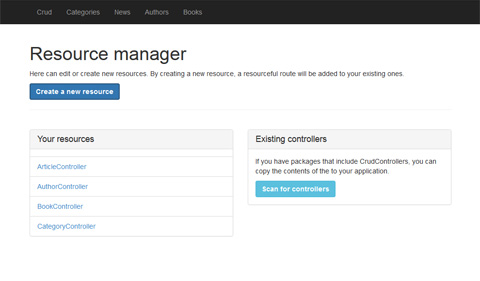 Crud Categories News Authors Books
Resource manager
Here can edit or create new resources. By creating a new resource, a resourceful route will be added to your existing ones.
Create a new resource
Your resources
ArticleController
AuthorController
BookController
CategoryController
Existing controllers
If you have packages that include CrudControllers, you can
copy the contents of the to your application.
Scan for controllers